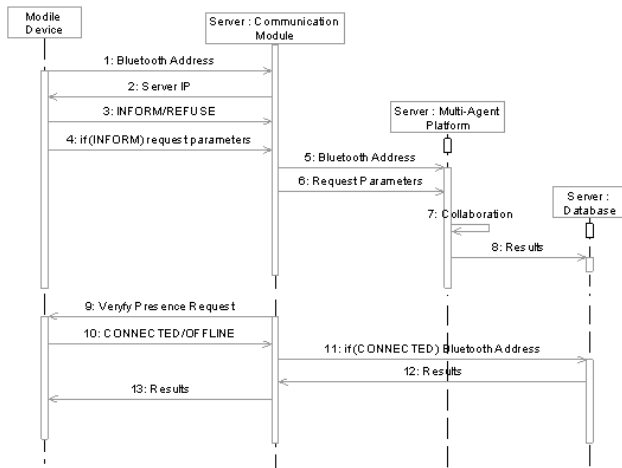 Modile
Device
Server : Communication
Module
1: Bluetooth Address
2: Server IP
3: INFORM/REFUSE
4: if(INFORM) request parameters
Server : Multi-Agent
Platform
5: Bluetooth Address
6: Request Parameters
Server :
Database
7: Collaboration
8: Results
9: Veryfy Presence Request
10: CONNECTED/OFFLINE
11: if(CONNECTED) Bluetooth Address
12: Results
13: Results